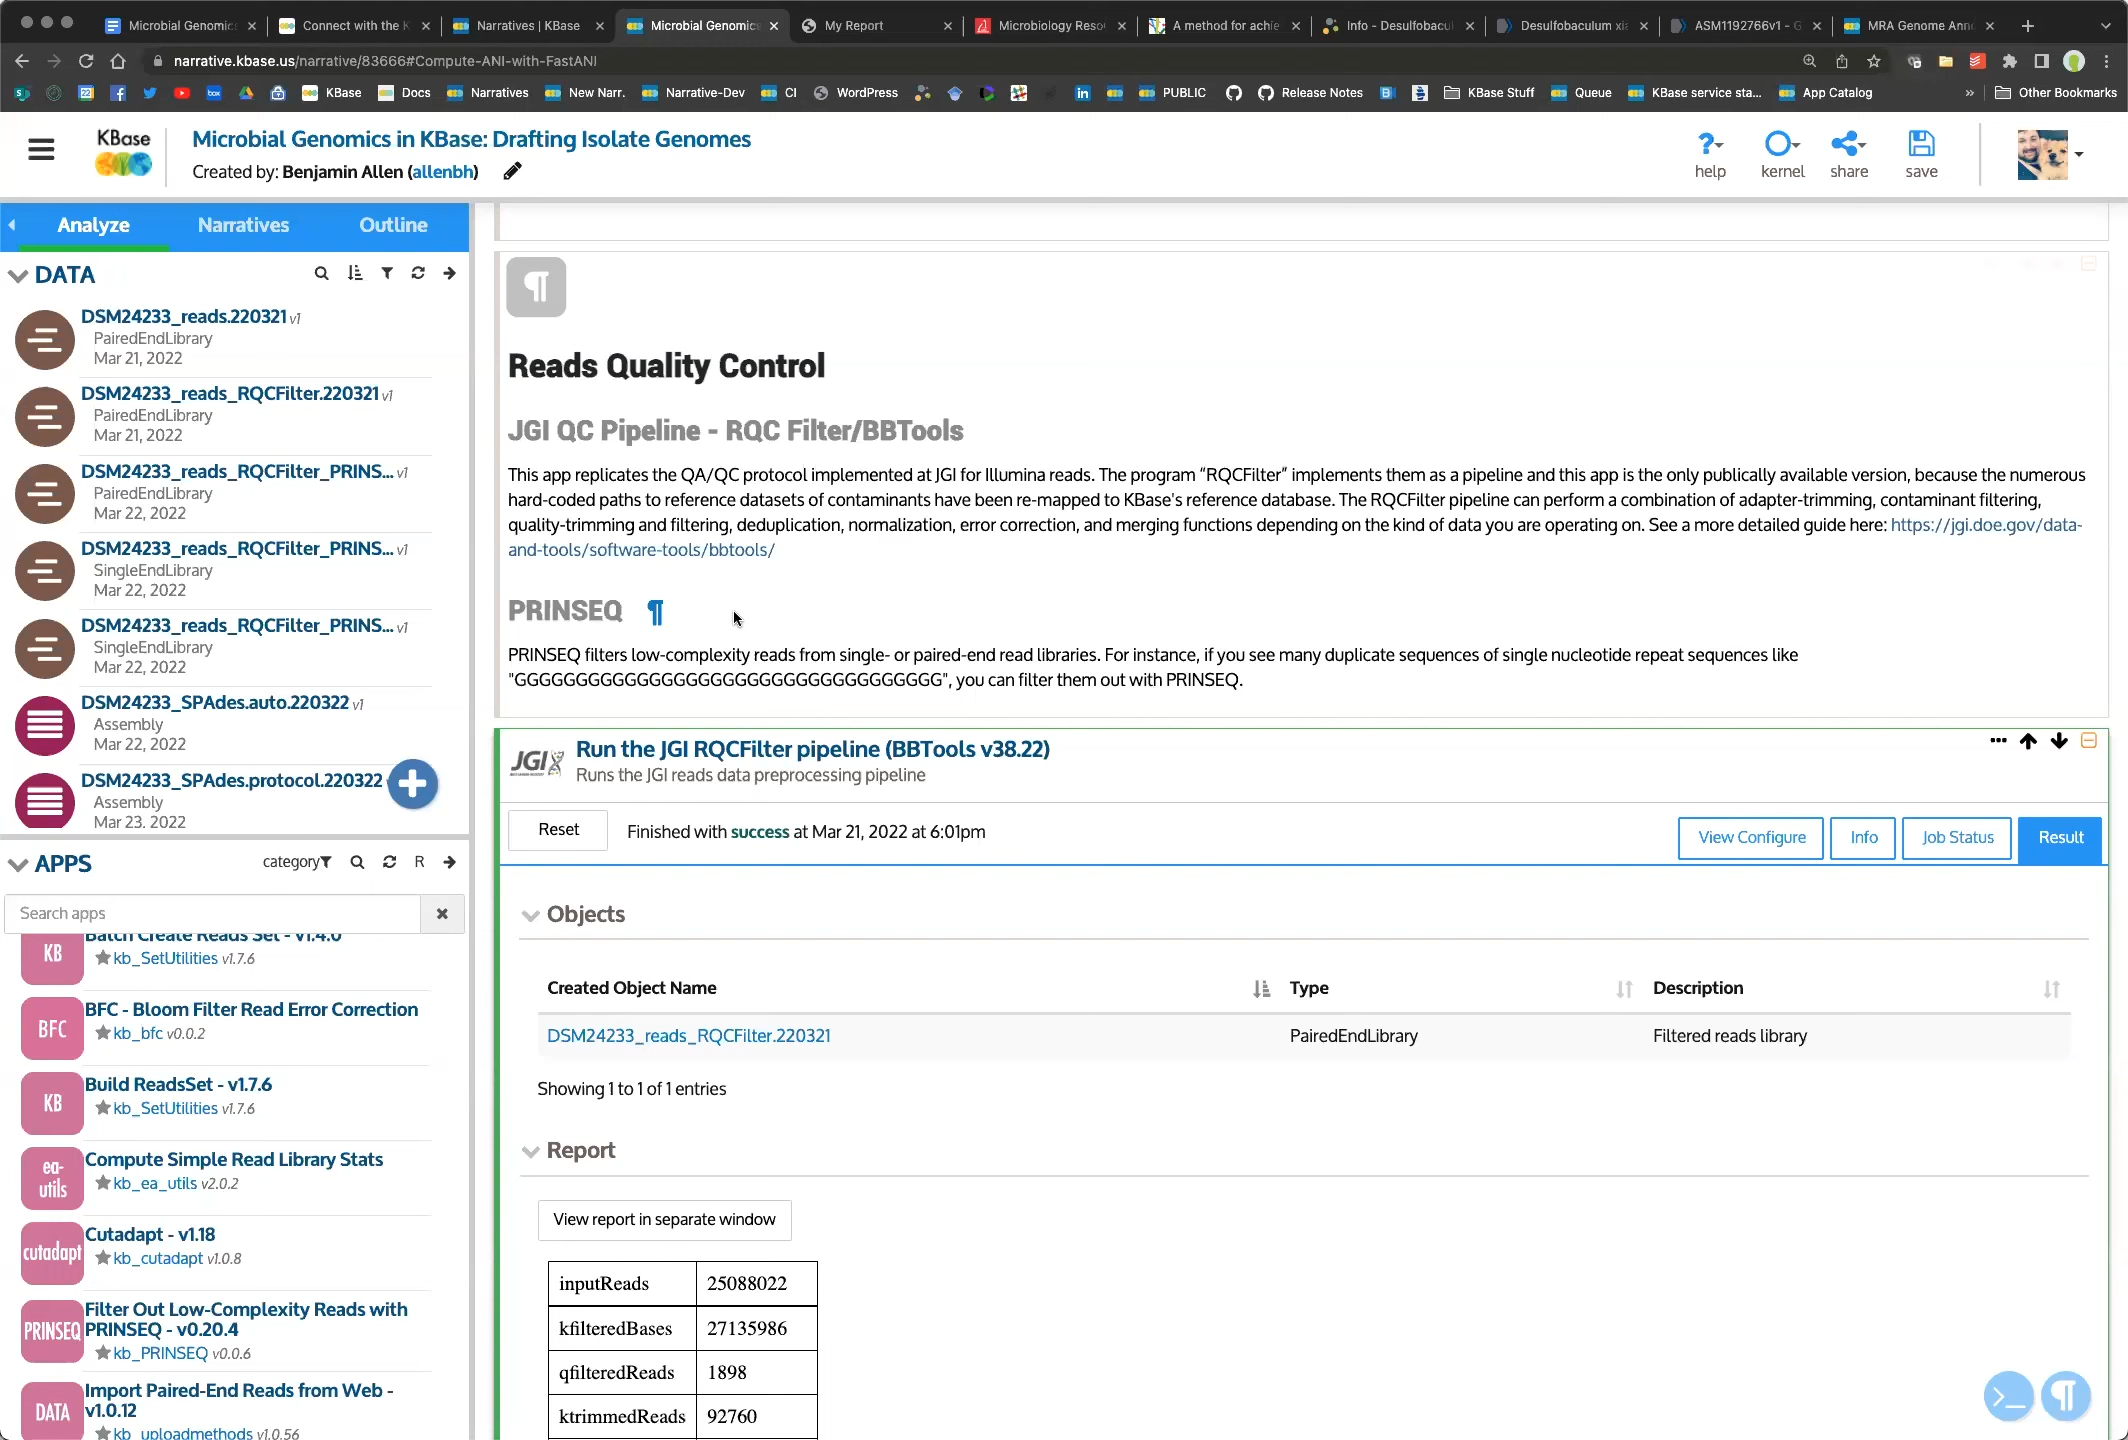 Microbial Genomic
Connect with the K
Narratives | KBase
Microbial Genomic
My Report
Microbiology Reso
A method for achie
Info - Desulfobacul
Desulfobaculum xia
ASM1192766v1 - G
MRA Genome Ann
narrative.kbase.us/narrative/83666#Compute-ANI-with-FastANI
KBase
Docs
Narratives
New Narr.
Narrative-Dev
CI
WordPress
PUBLIC
Release Notes
KBase Stuff
Queue
KBase service sta...
App Catalog
»
Other Bookmarks
KBase
Microbial Genomics in KBase: Drafting Isolate Genomes
Created by: Benjamin Allen (allenbh)
help
kernel
share
save
Analyze
Narratives
Outline
DATA
DSM24233_reads.220321 v1
PairedEndLibrary
Mar 21, 2022
DSM24233_reads_RQCFilter.220321 v1
PairedEndLibrary
Mar 21, 2022
DSM24233_reads_RQCFilter_PRINS... v1
PairedEndLibrary
Mar 22, 2022
DSM24233_reads_RQCFilter_PRINS... v1
SingleEndLibrary
Mar 22, 2022
DSM24233_reads_RQCFilter_PRINS... v1
SingleEndLibrary
Mar 22, 2022
DSM24233_SPAdes.auto.220322 v1
Assembly
Mar 22, 2022
DSM24233_SPAdes.protocol.220322
Assembly
Mar 23, 2022
APPS
category
R
Search apps
KB
Batch Create Reads Set - v1.4.0
kb_SetUtilities v1.7.6
BFC
BFC - Bloom Filter Read Error Correction
kb_bfc v0.0.2
KB
Build ReadsSet - v1.7.6
kb_SetUtilities v1.7.6
ea-
utils
Compute Simple Read Library Stats
kb_ea_utils v2.0.2
cutadapt
Cutadapt - v1.18
kb_cutadapt v1.0.8
PRINSEQ
Filter Out Low-Complexity Reads with
PRINSEQ - v0.20.4
kb_PRINSEQ v0.0.6
DATA
Import Paired-End Reads from Web -
v1.0.12
kb_uploadmethods v1.0.56
¶
Reads Quality Control
JGI QC Pipeline - RQC Filter/BBTools
This app replicates the QA/QC protocol implemented at JGI for Illumina reads. The program “RQCFilter” implements them as a pipeline and this app is the only publically available version, because the numerous
hard-coded paths to reference datasets of contaminants have been re-mapped to KBase's reference database. The RQCFilter pipeline can perform a combination of adapter-trimming, contaminant filtering,
quality-trimming and filtering, deduplication, normalization, error correction, and merging functions depending on the kind of data you are operating on. See a more detailed guide here: https://jgi.doe.gov/data-
and-tools/software-tools/bbtools/
PRINSEQ ¶
PRINSEQ filters low-complexity reads from single- or paired-end read libraries. For instance, if you see many duplicate sequences of single nucleotide repeat sequences like
"GGGGGGGGGGGGGGGGGGGGGGGGGGGGGGGGGGG", you can filter them out with PRINSEQ.
JGI
Run the JGI RQCFilter pipeline (BBTools v38.22)
Runs the JGI reads data preprocessing pipeline
Reset
Finished with success at Mar 21, 2022 at 6:01pm
View Configure
Info
Job Status
Result
Objects
Created Object Name
Type
Description
DSM24233_reads_RQCFilter.220321
PairedEndLibrary
Filtered reads library
Showing 1 to 1 of 1 entries
Report
View report in separate window
inputReads 25088022
kfilteredBases 27135986
qfilteredReads 1898
ktrimmedReads 92760